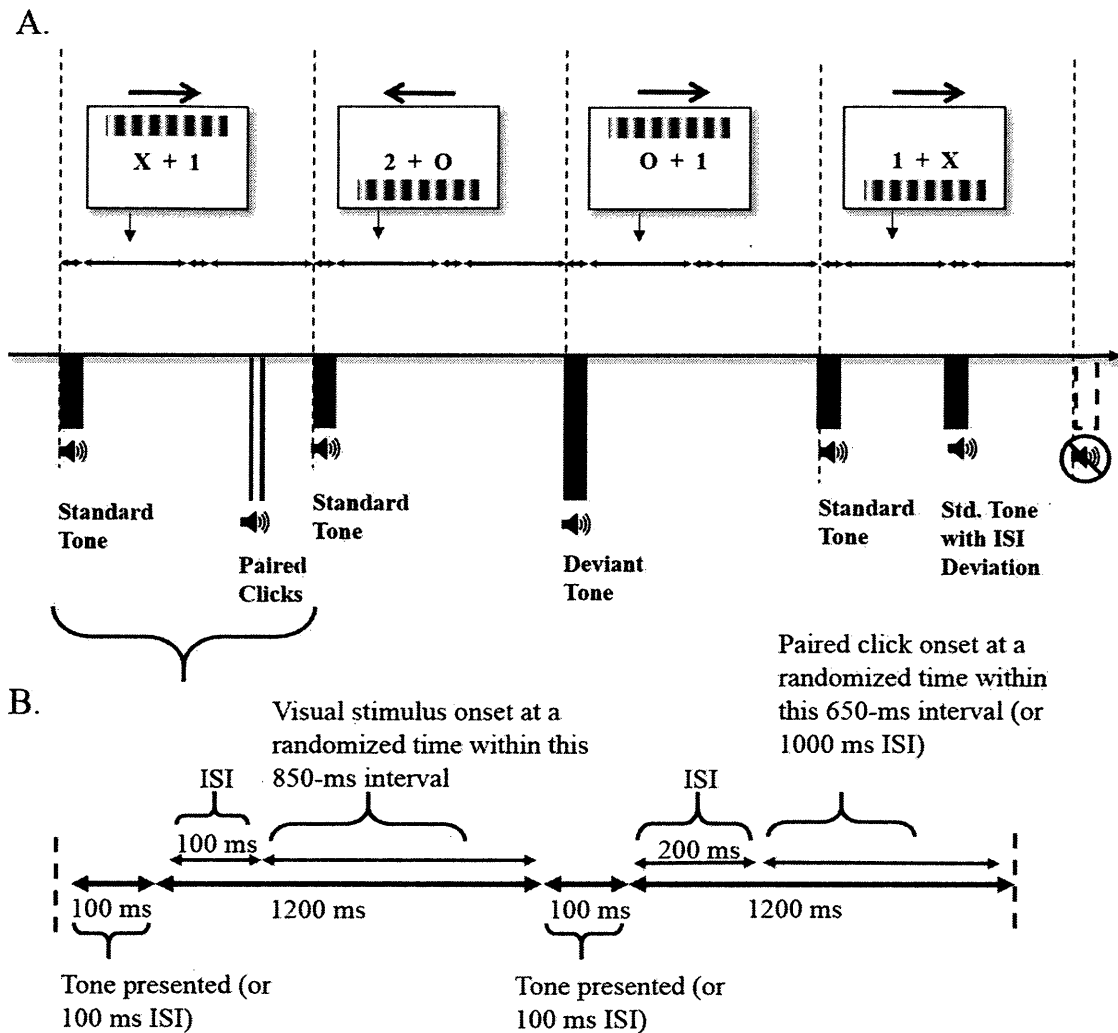 A.
X + 1
2 + O
O + 1
1 + X
Standard
Tone
Paired
Clicks
Standard
Tone
Deviant
Tone
Standard
Tone
Std. Tone
with ISI
Deviation
B.
Visual stimulus onset at a
randomized time within this
850-ms interval
Paired click onset at a
randomized time within
this 650-ms interval (or
1000 ms ISI)
ISI
ISI
100 ms
200 ms
100 ms
1200 ms
100 ms
1200 ms
Tone presented (or
100 ms ISI)
Tone presented (or
100 ms ISI)